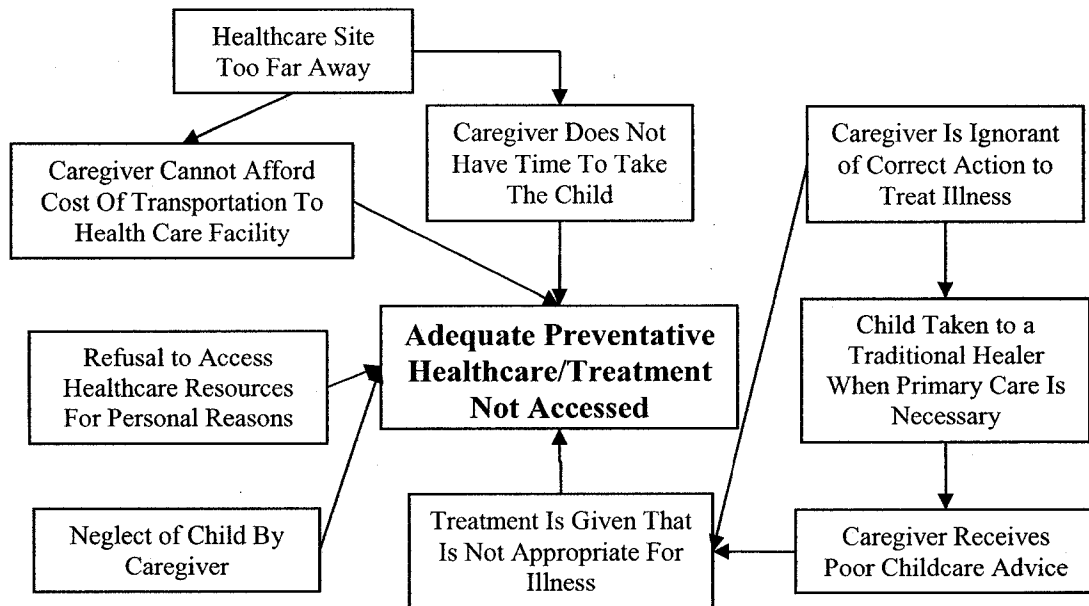 Healthcare Site
Too Far Away
Caregiver Cannot Afford
Cost Of Transportation To
Health Care Facility
Caregiver Does Not
Have Time To Take
The Child
Caregiver Is Ignorant
of Correct Action to
Treat Illness
Refusal to Access
Healthcare Resources
For Personal Reasons
Adequate Preventative
Healthcare/Treatment
Not Accessed
Child Taken to a
Traditional Healer
When Primary Care Is
Necessary
Neglect of Child By
Caregiver
Treatment Is Given That
Is Not Appropriate For
Illness
Caregiver Receives
Poor Childcare Advice